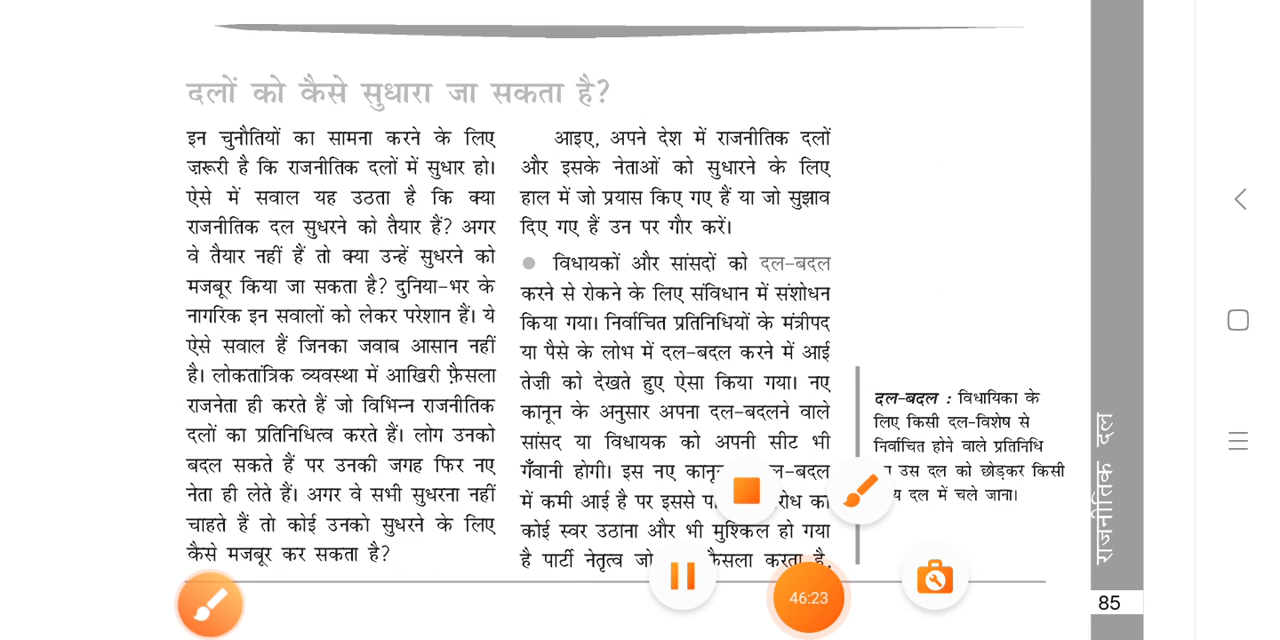 दलों को कैसे सुधारा जा सकता है?
इन चुनौतियों का सामना करने के लिए
ज़रूरी है कि राजनीतिक दलों में सुधार हो।
ऐसे में सवाल यह उठता है कि क्या
राजनीतिक दल सुधरने को तैयार हैं? अगर
वे तैयार नहीं हैं तो क्या उन्हें सुधरने को
मजबूर किया जा सकता है? दुनिया-भर के
नागरिक इन सवालों को लेकर परेशान हैं। ये
ऐसे सवाल हैं जिनका जवाब आसान नहीं
है। लोकतांत्रिक व्यवस्था में आखिरी फ़ैसला
राजनेता ही करते हैं जो विभिन्न राजनीतिक
दलों का प्रतिनिधित्व करते हैं। लोग उनको
बदल सकते हैं पर उनकी जगह फिर नए
नेता ही लेते हैं। अगर वे सभी सुधरना नहीं
चाहते हैं तो कोई उनको सुधरने के लिए
कैसे मजबूर कर सकता है?
आइए, अपने देश में राजनीतिक दलों
और इसके नेताओं को सुधारने के लिए
हाल में जो प्रयास किए गए हैं या जो सुझाव
दिए गए हैं उन पर गौर करें।
● विधायकों और सांसदों को दल-बदल
करने से रोकने के लिए संविधान में संशोधन
किया गया। निर्वाचित प्रतिनिधियों के मंत्रीपद
या पैसे के लोभ में दल-बदल करने में आई
तेज़ी को देखते हुए ऐसा किया गया। नए
कानून के अनुसार अपना दल-बदलने वाले
सांसद या विधायक को अपनी सीट भी
गँवानी होगी। इस नए ल-बदल
में कमी आई है पर इससे का
कोई स्वर उठाना और भी मुश्किल हो गया
है पार्टी नेतृत्व जो फ़ैसला करता है,
दल-बदल : विधायिका के
लिए किसी दल-विशेष से
निर्वाचित होने वाले प्रतिनिधि
उस दल को छोड़कर किसी
दल में चले जाना।
राजनीतिक दल
85
46:23